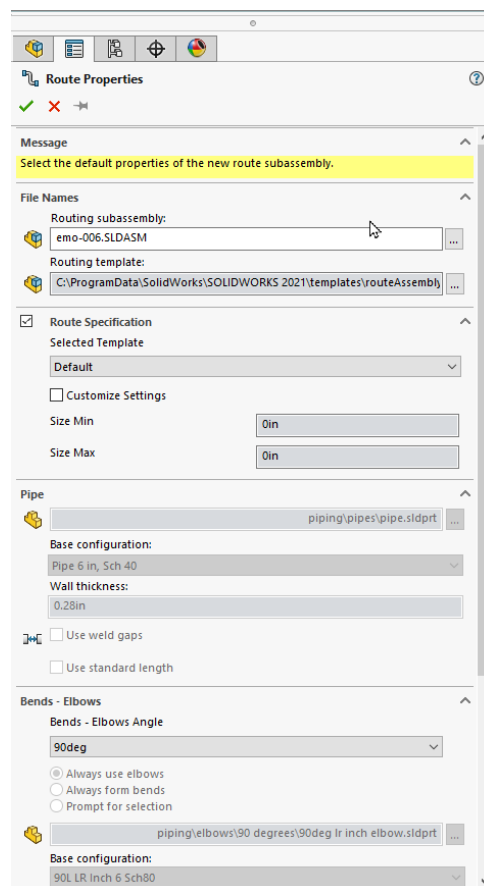 Route Properties
?
Message
Select the default properties of the new route subassembly.
File Names
Routing subassembly:
emo-006.SLDASM
...
Routing template:
C:\ProgramData\SolidWorks\SOLIDWORKS 2021\templates\routeAssembly
...
Route Specification
Selected Template
Default
Customize Settings
Size Min
0in
Size Max
0in
Pipe
piping\pipes\pipe.sldprt
...
Base configuration:
Pipe 6 in, Sch 40
Wall thickness:
0.28in
Use weld gaps
Use standard length
Bends - Elbows
Bends - Elbows Angle
90deg
Always use elbows
Always form bends
Prompt for selection
piping\elbows\90 degrees\90deg lr inch elbow.sldprt
...
Base configuration:
90L LR Inch 6 Sch80